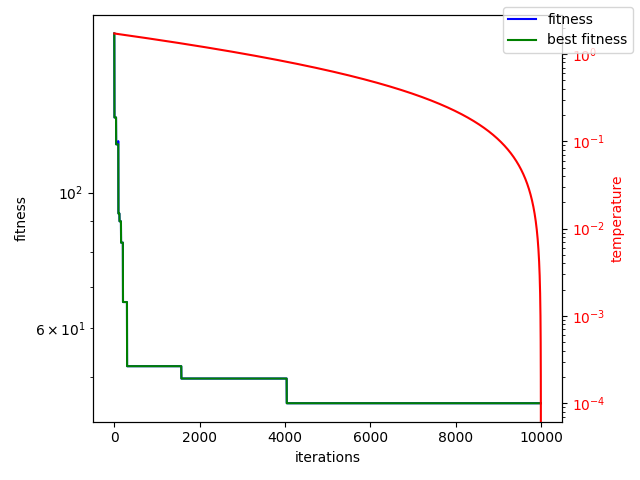 fitness
best fitness
10^0
10^-1
10^-2
10^-3
10^-4
temperature
fitness
10^2
6 × 10^1
0 2000 4000 6000 8000 10000
iterations